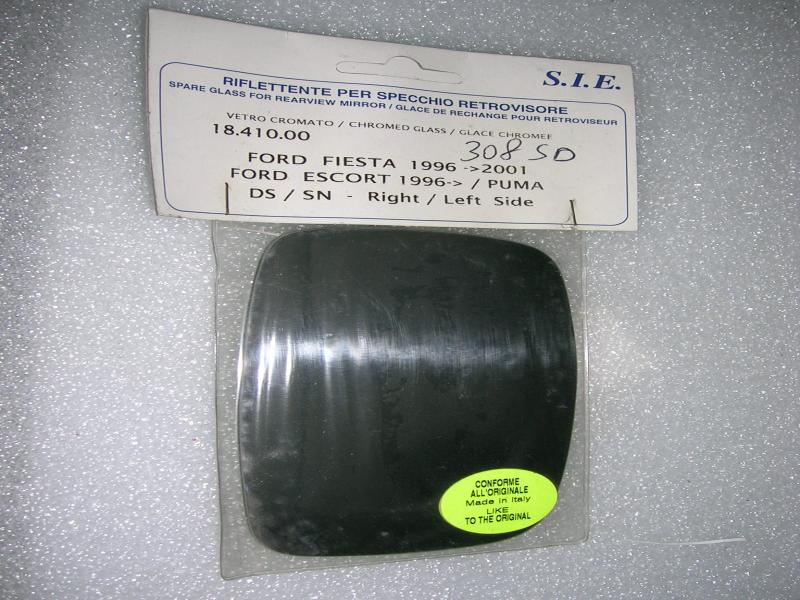 S.I.E.
RIFLETTENTE PER SPECCHIO RETROVISORE
SPARE GLASS FOR REARVIEW MIRROR / GLACE DE RECHANGE POUR RETROVISEUR
VETRO CROMATO / CHROMED GLASS / GLACE CHROMEE
18.410.00
308 SD
FORD FIESTA 1996 ->2001
FORD ESCORT 1996-> / PUMA
DS / SN - Right / Left Side
CONFORME
ALL'ORIGINALE
Made in Italy
LIKE
TO THE ORIGINAL